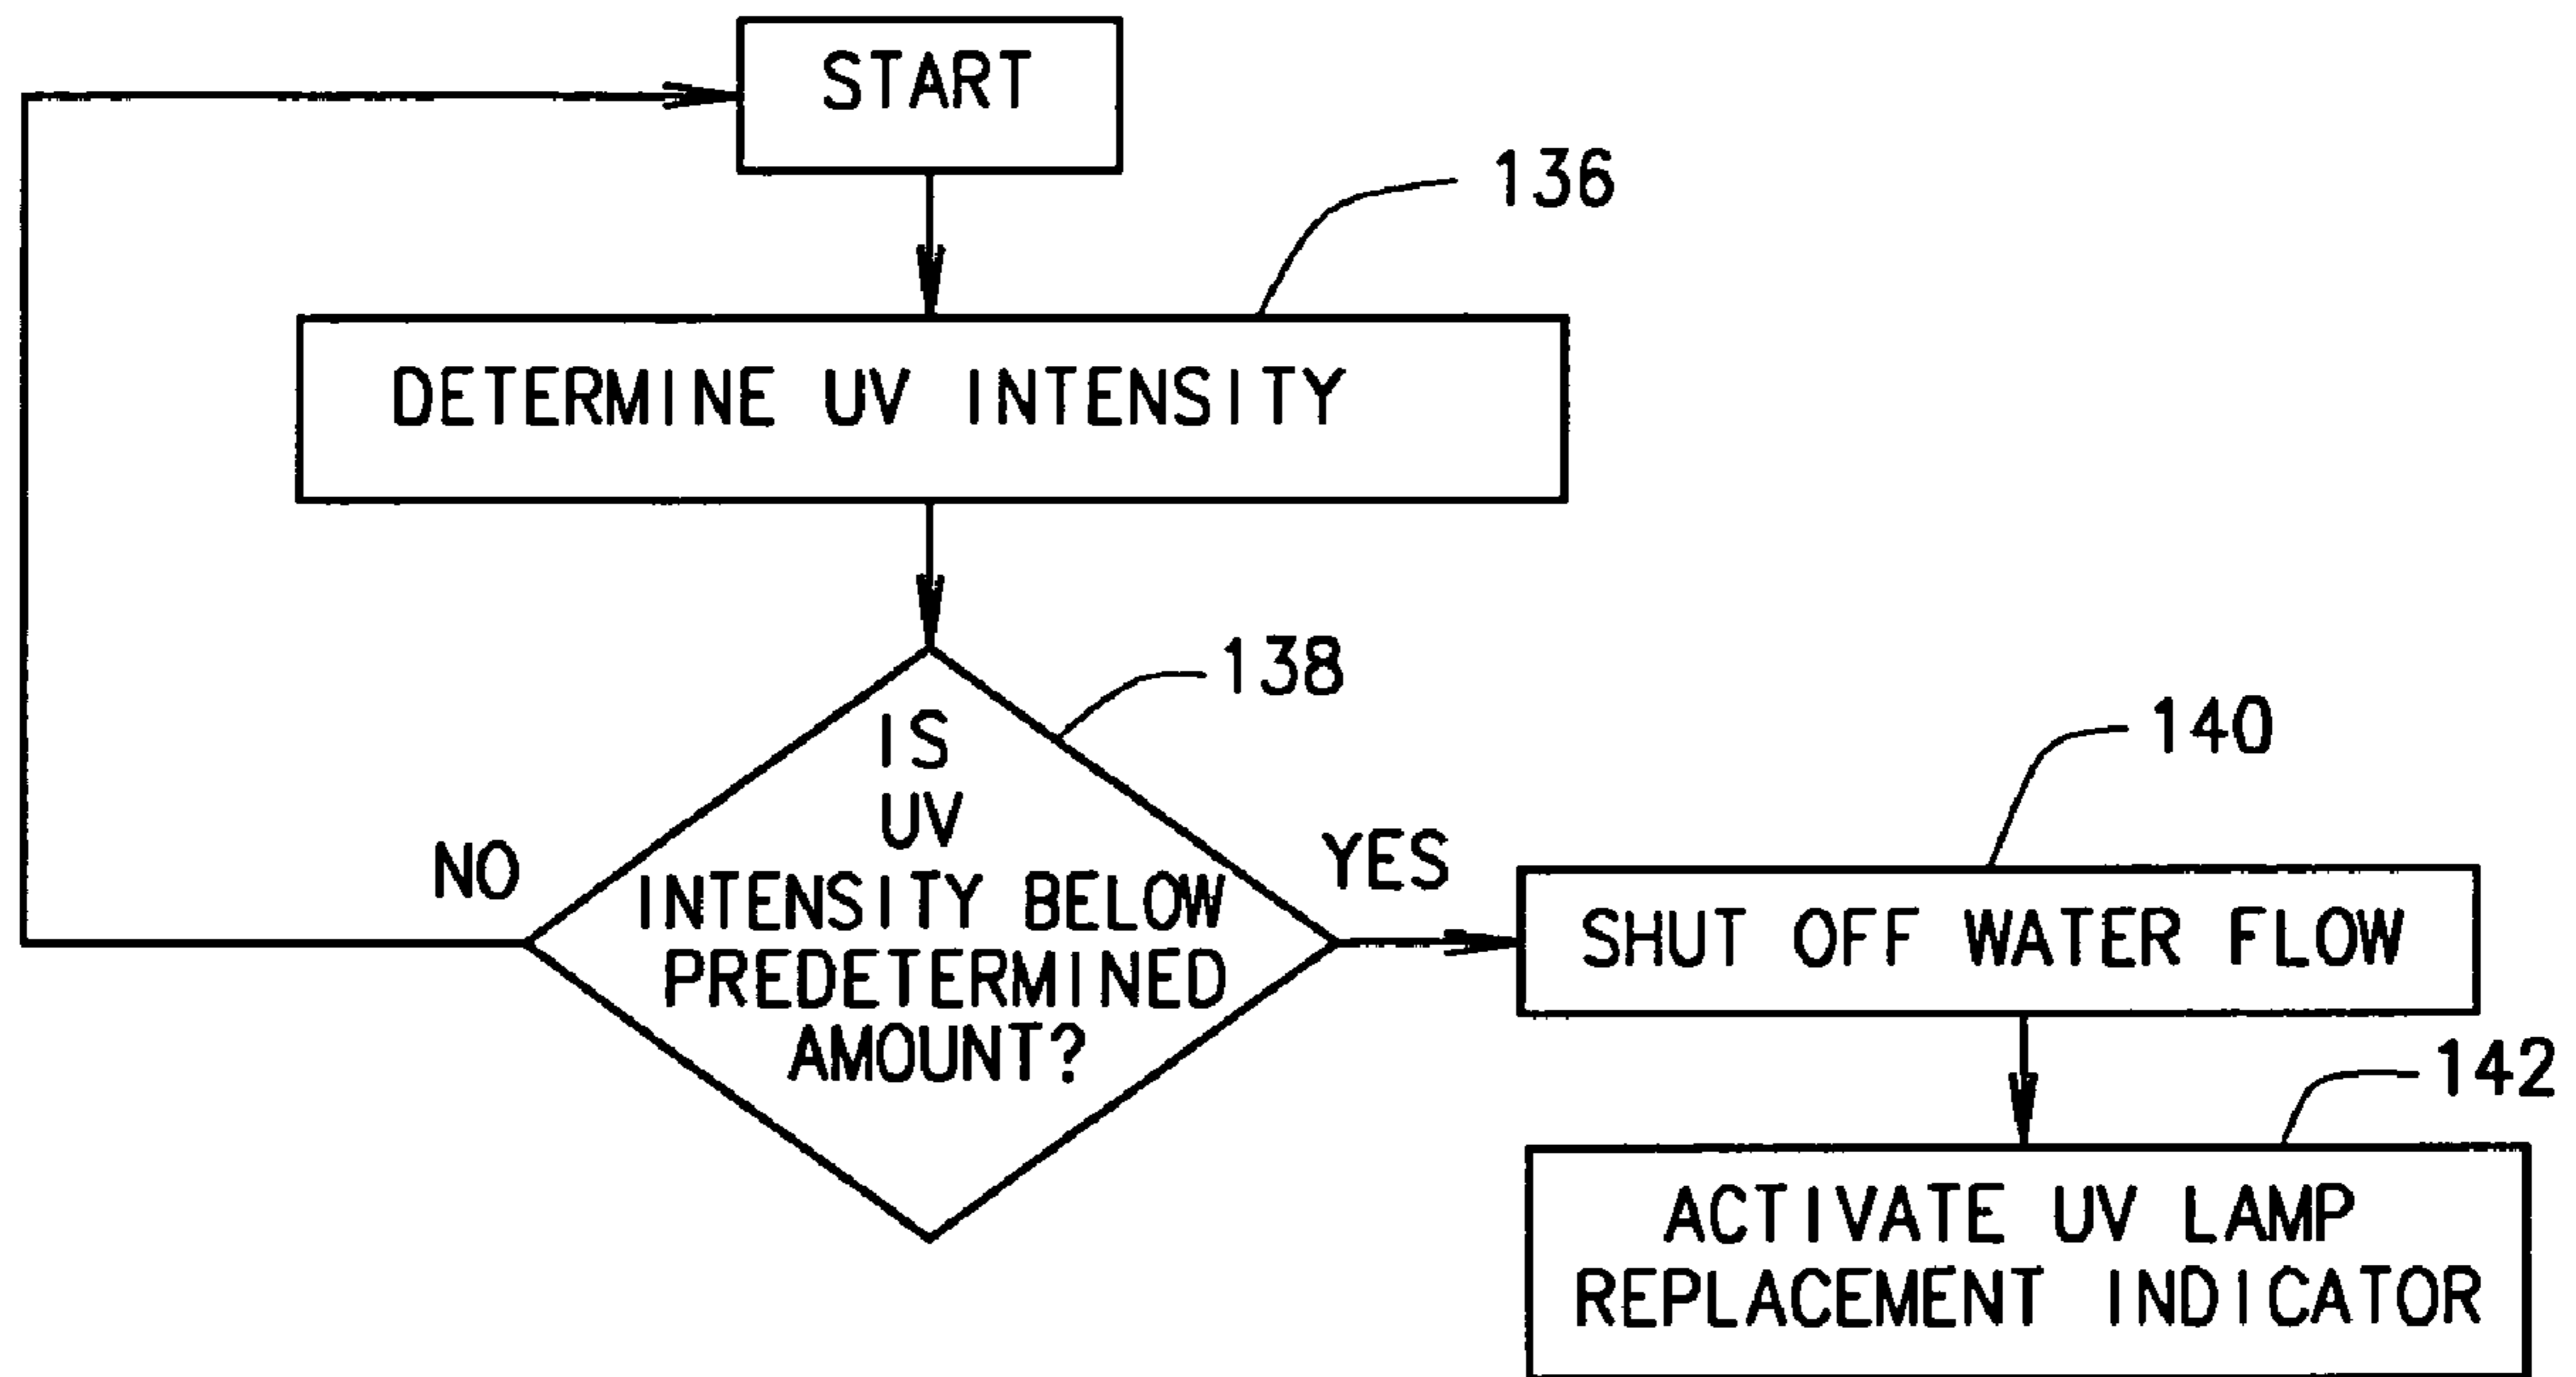 START
136
DETERMINE UV INTENSITY
138
IS
UV
INTENSITY BELOW
PREDETERMINED
AMOUNT?
NO
YES
140
SHUT OFF WATER FLOW
142
ACTIVATE UV LAMP
REPLACEMENT INDICATOR